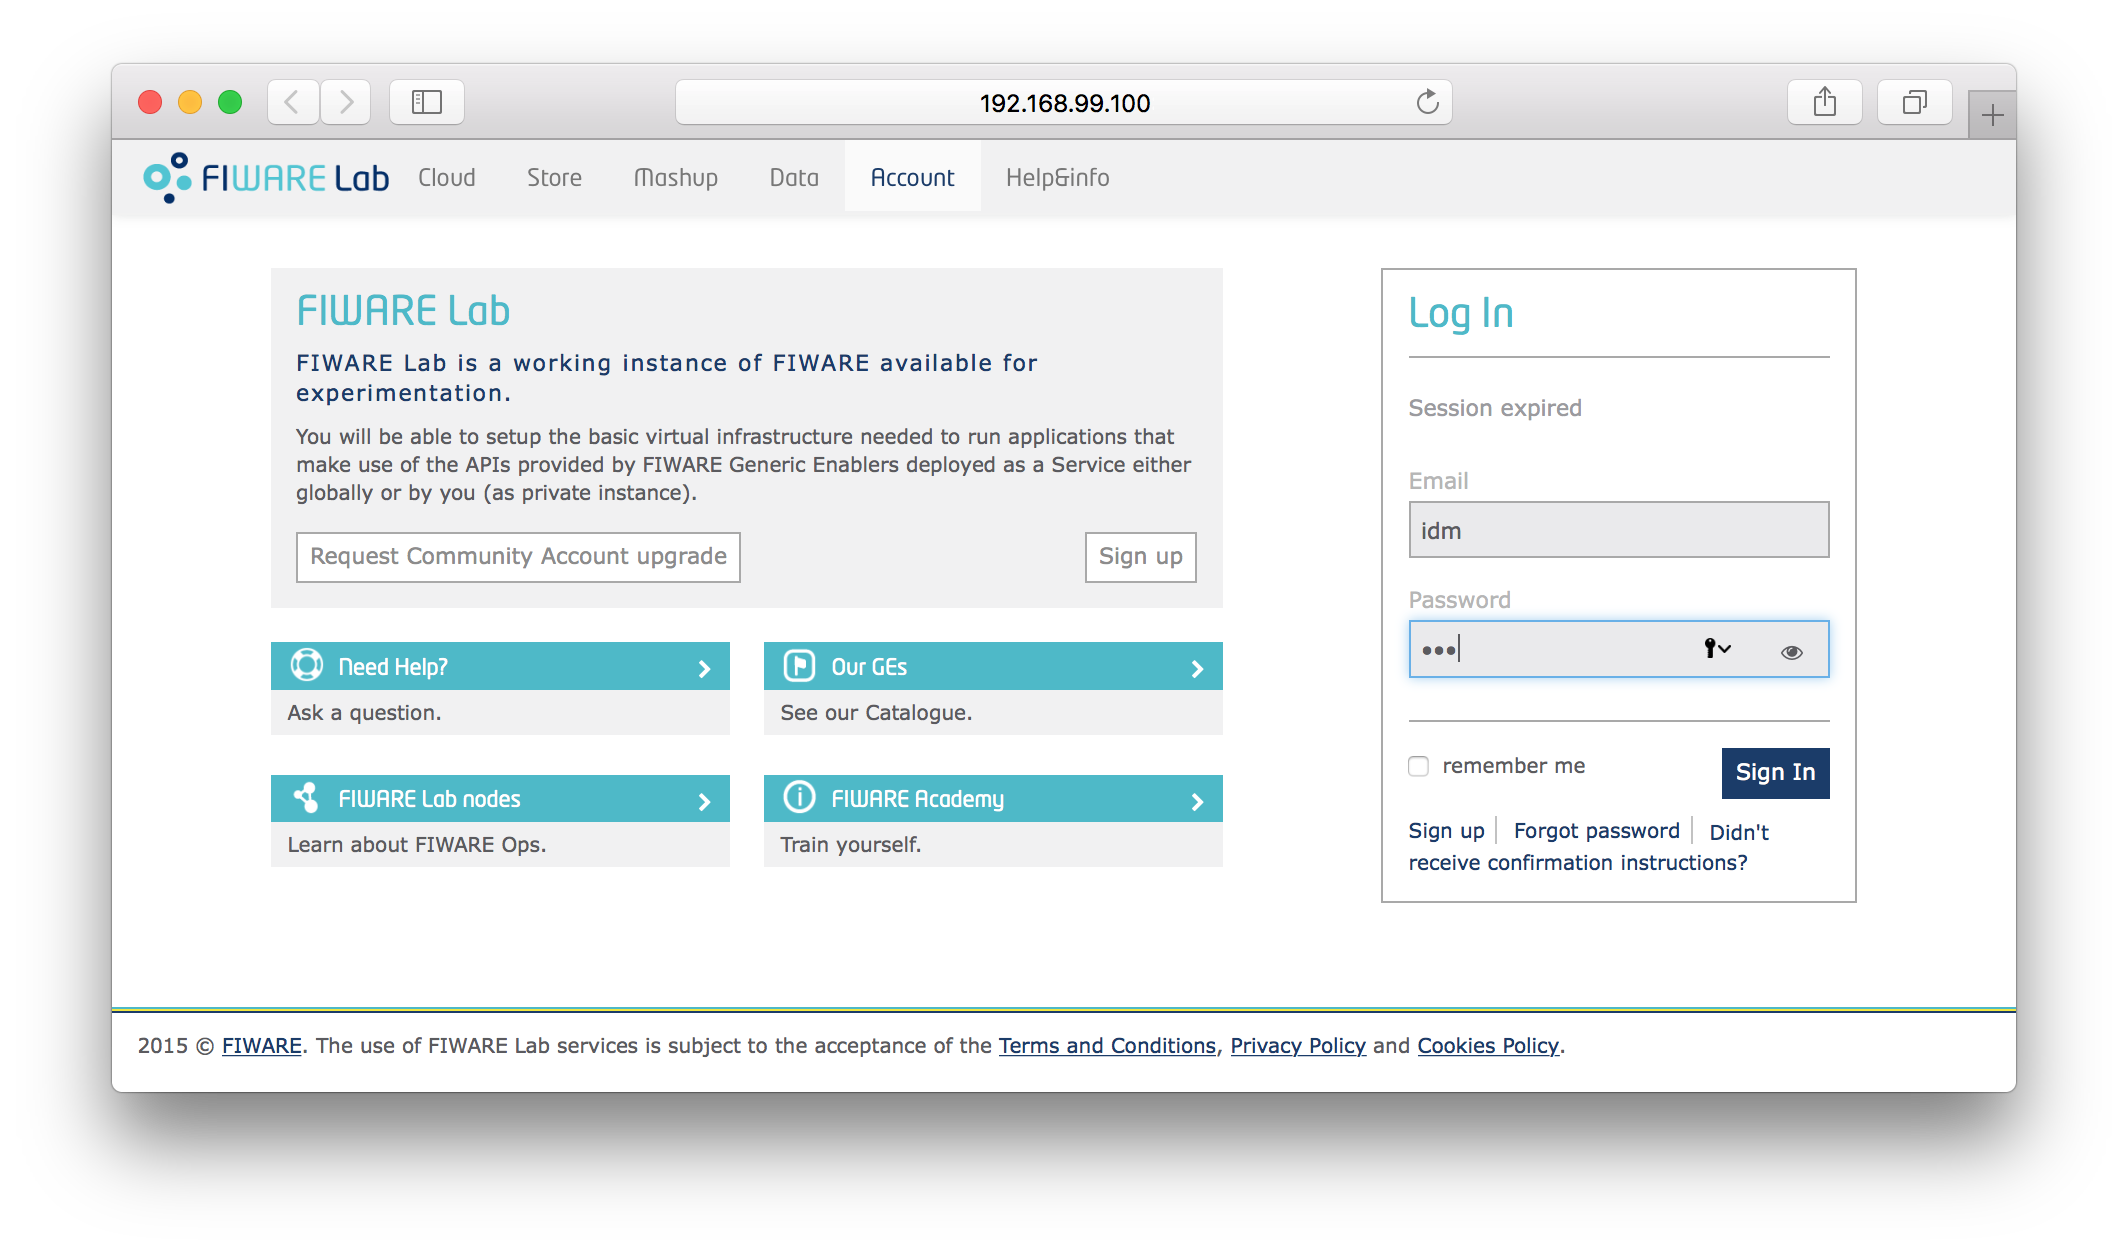 192.168.99.100
FIWARE Lab
Cloud
Store
Mashup
Data
Account
Help&info
FIWARE Lab
FIWARE Lab is a working instance of FIWARE available for
experimentation.
You will be able to setup the basic virtual infrastructure needed to run applications that
make use of the APIs provided by FIWARE Generic Enablers deployed as a Service either
globally or by you (as private instance).
Request Community Account upgrade
Sign up
Need Help?
Ask a question.
Our GEs
See our Catalogue.
FIWARE Lab nodes
Learn about FIWARE Ops.
FIWARE Academy
Train yourself.
Log In
Session expired
Email
idm
Password
•••
remember me
Sign In
Sign up
Forgot password
Didn't
receive confirmation instructions?
2015 © FIWARE. The use of FIWARE Lab services is subject to the acceptance of the Terms and Conditions, Privacy Policy and Cookies Policy.